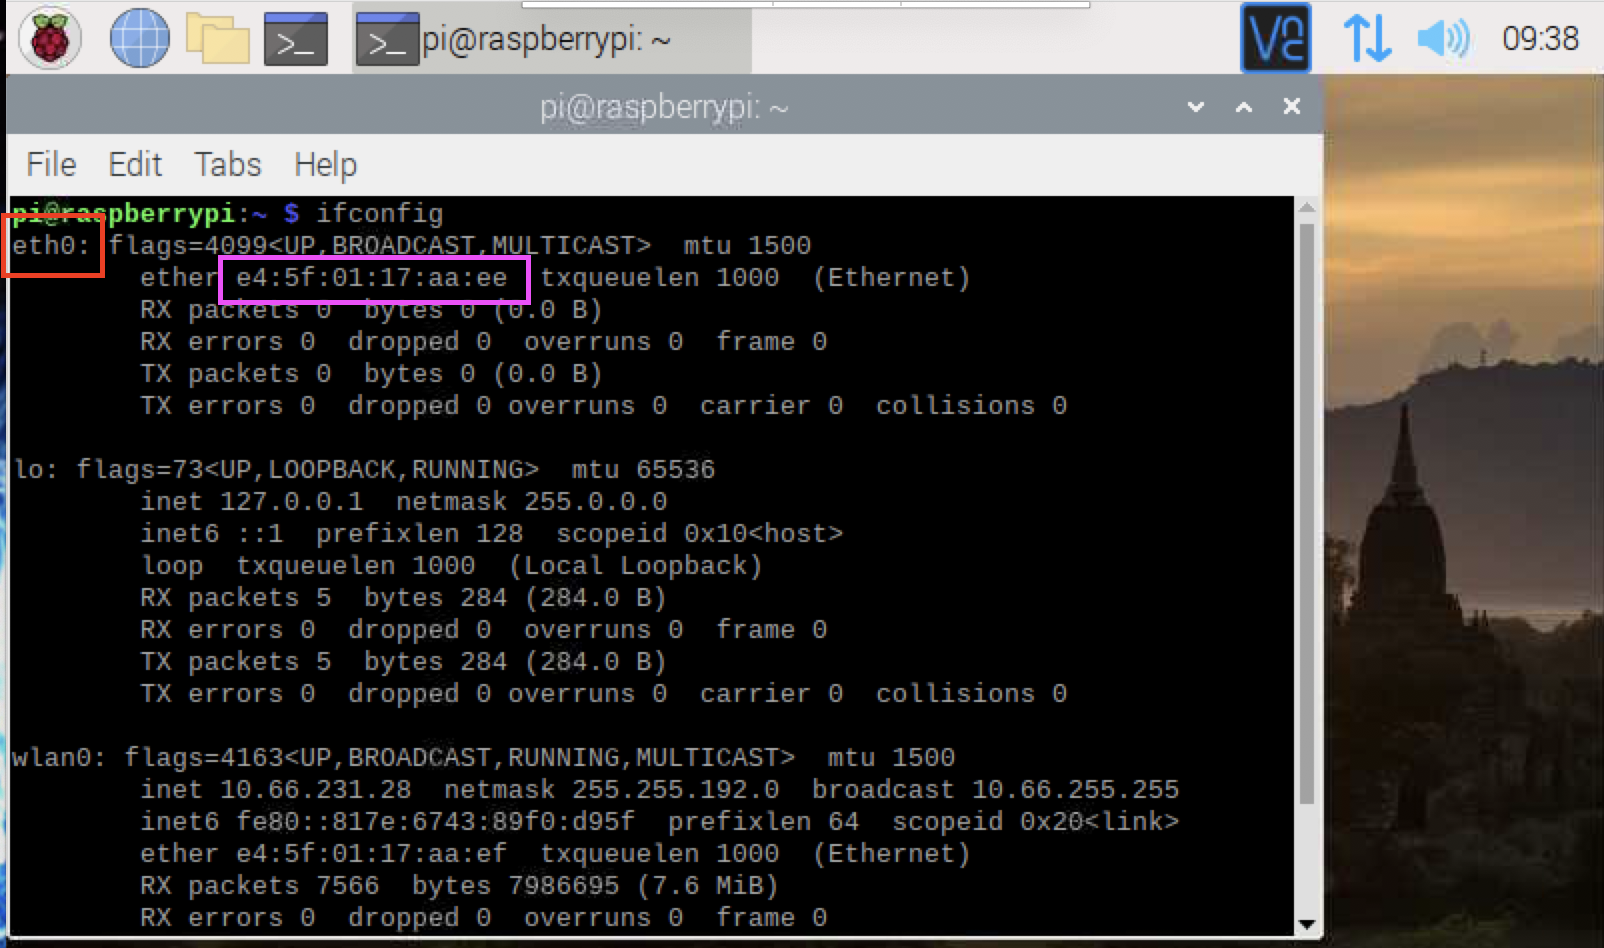 >_
>_ pi@raspberrypi: ~
VNC
09:38
pi@raspberrypi: ~
File Edit Tabs Help
pi@raspberrypi:~ $ ifconfig
eth0: flags=4099<UP,BROADCAST,MULTICAST>  mtu 1500
        ether e4:5f:01:17:aa:ee  txqueuelen 1000  (Ethernet)
        RX packets 0  bytes 0 (0.0 B)
        RX errors 0  dropped 0  overruns 0  frame 0
        TX packets 0  bytes 0 (0.0 B)
        TX errors 0  dropped 0 overruns 0  carrier 0  collisions 0
lo: flags=73<UP,LOOPBACK,RUNNING>  mtu 65536
        inet 127.0.0.1  netmask 255.0.0.0
        inet6 ::1  prefixlen 128  scopeid 0x10<host>
        loop  txqueuelen 1000  (Local Loopback)
        RX packets 5  bytes 284 (284.0 B)
        RX errors 0  dropped 0  overruns 0  frame 0
        TX packets 5  bytes 284 (284.0 B)
        TX errors 0  dropped 0 overruns 0  carrier 0  collisions 0
wlan0: flags=4163<UP,BROADCAST,RUNNING,MULTICAST>  mtu 1500
        inet 10.66.231.28  netmask 255.255.192.0  broadcast 10.66.255.255
        inet6 fe80::817e:6743:89f0:d95f  prefixlen 64  scopeid 0x20<link>
        ether e4:5f:01:17:aa:ef  txqueuelen 1000  (Ethernet)
        RX packets 7566  bytes 7986695 (7.6 MiB)
        RX errors 0  dropped 0  overruns 0  frame 0